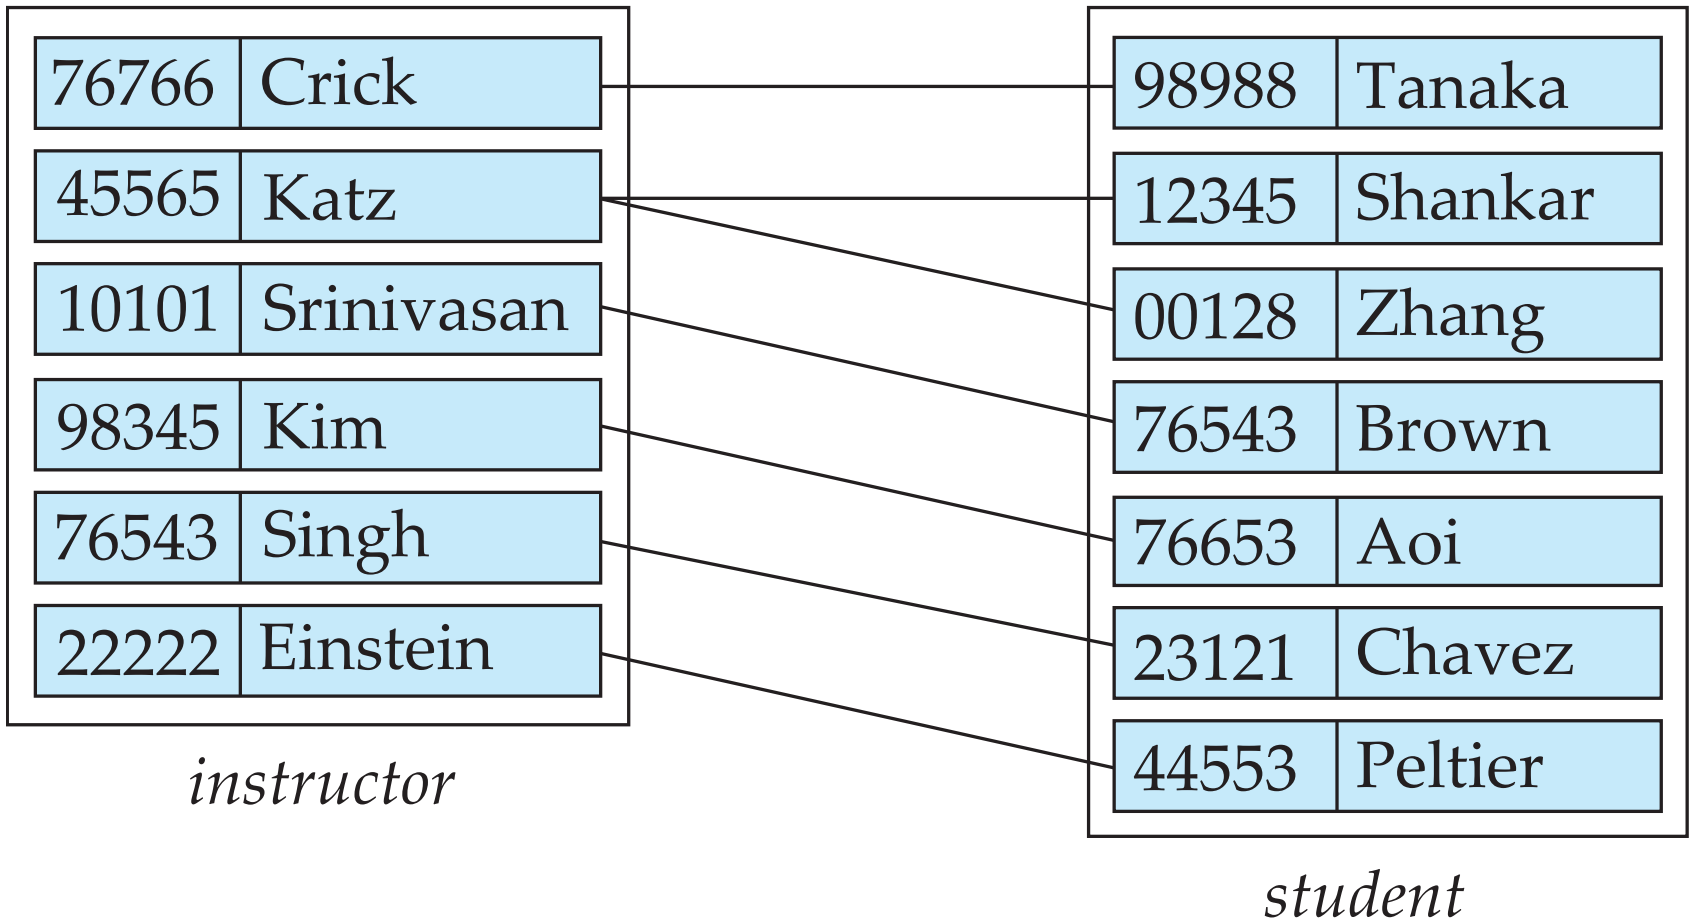 76766 Crick
45565 Katz
10101 Srinivasan
98345 Kim
76543 Singh
22222 Einstein
instructor
98988 Tanaka
12345 Shankar
00128 Zhang
76543 Brown
76653 Aoi
23121 Chavez
44553 Peltier
student